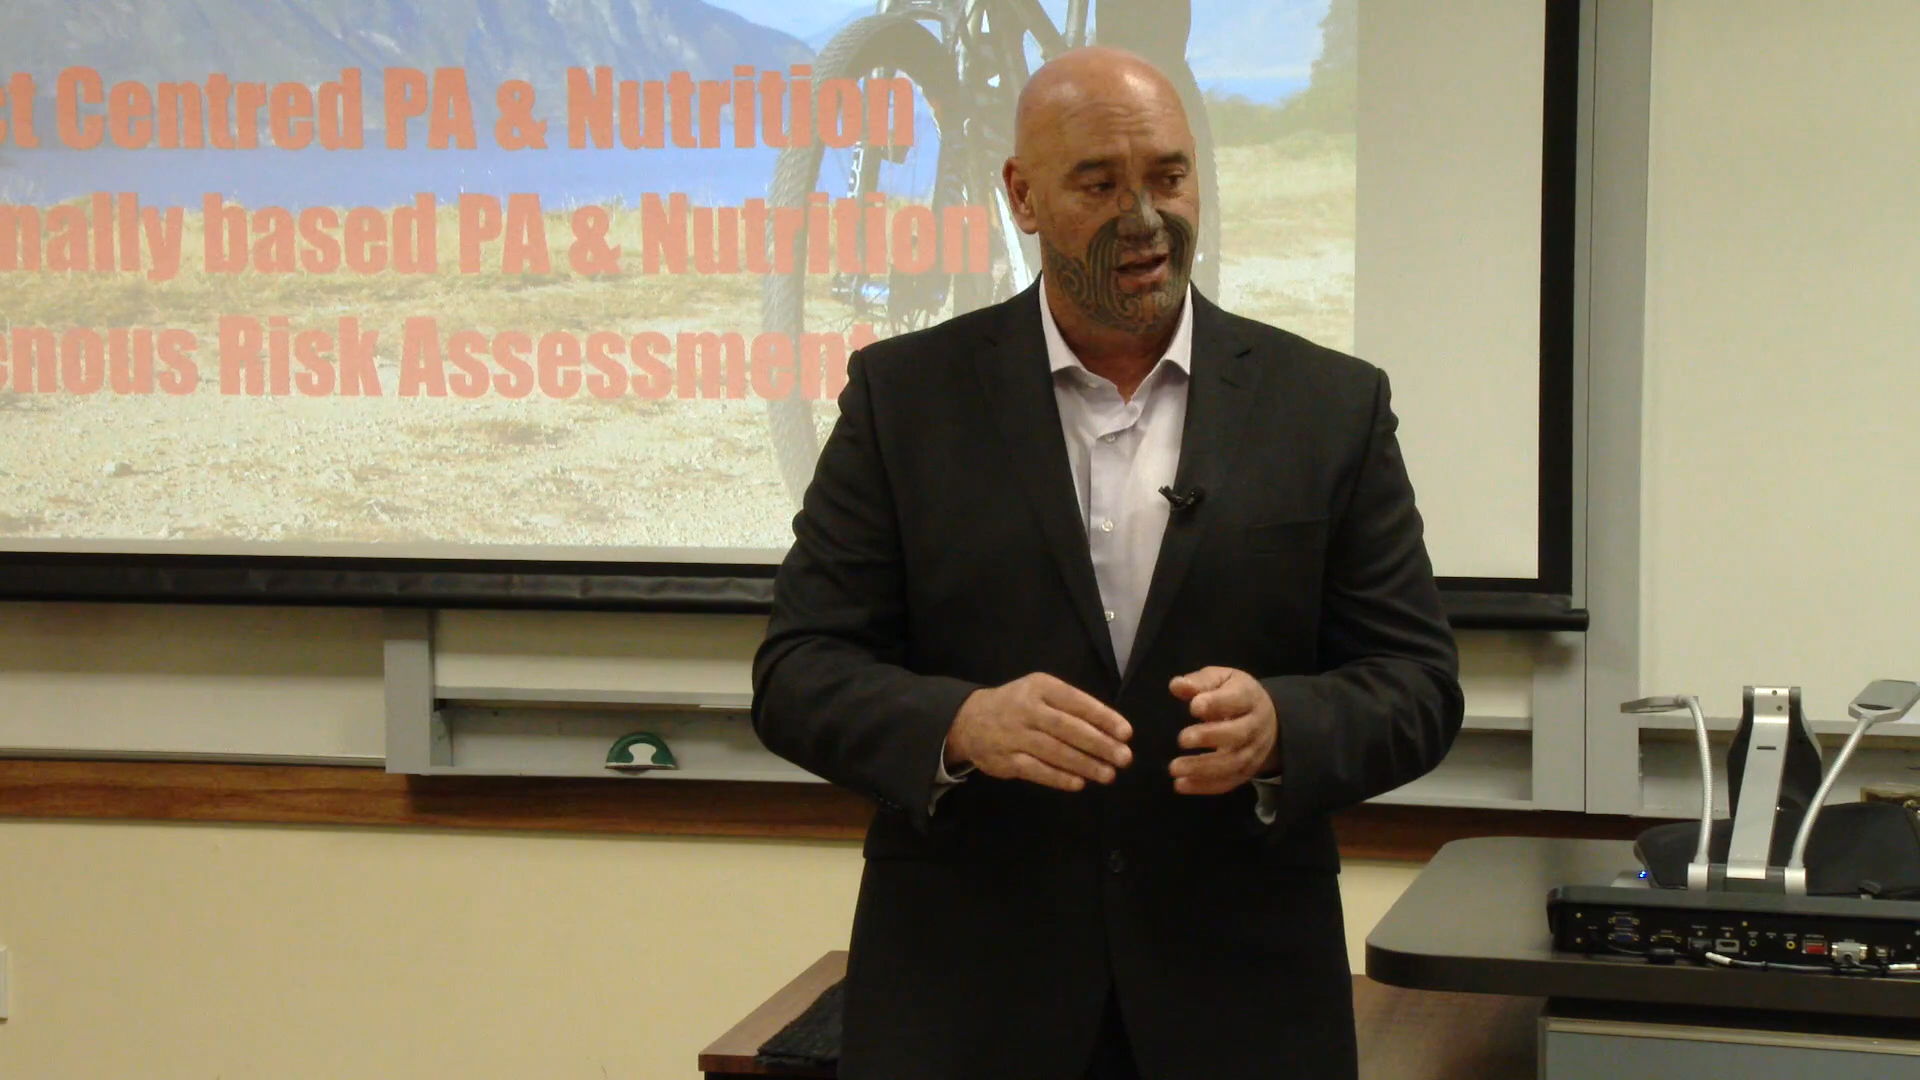 ct Centred PA & Nutrition
nally based PA & Nutrition
enous Risk Assessment